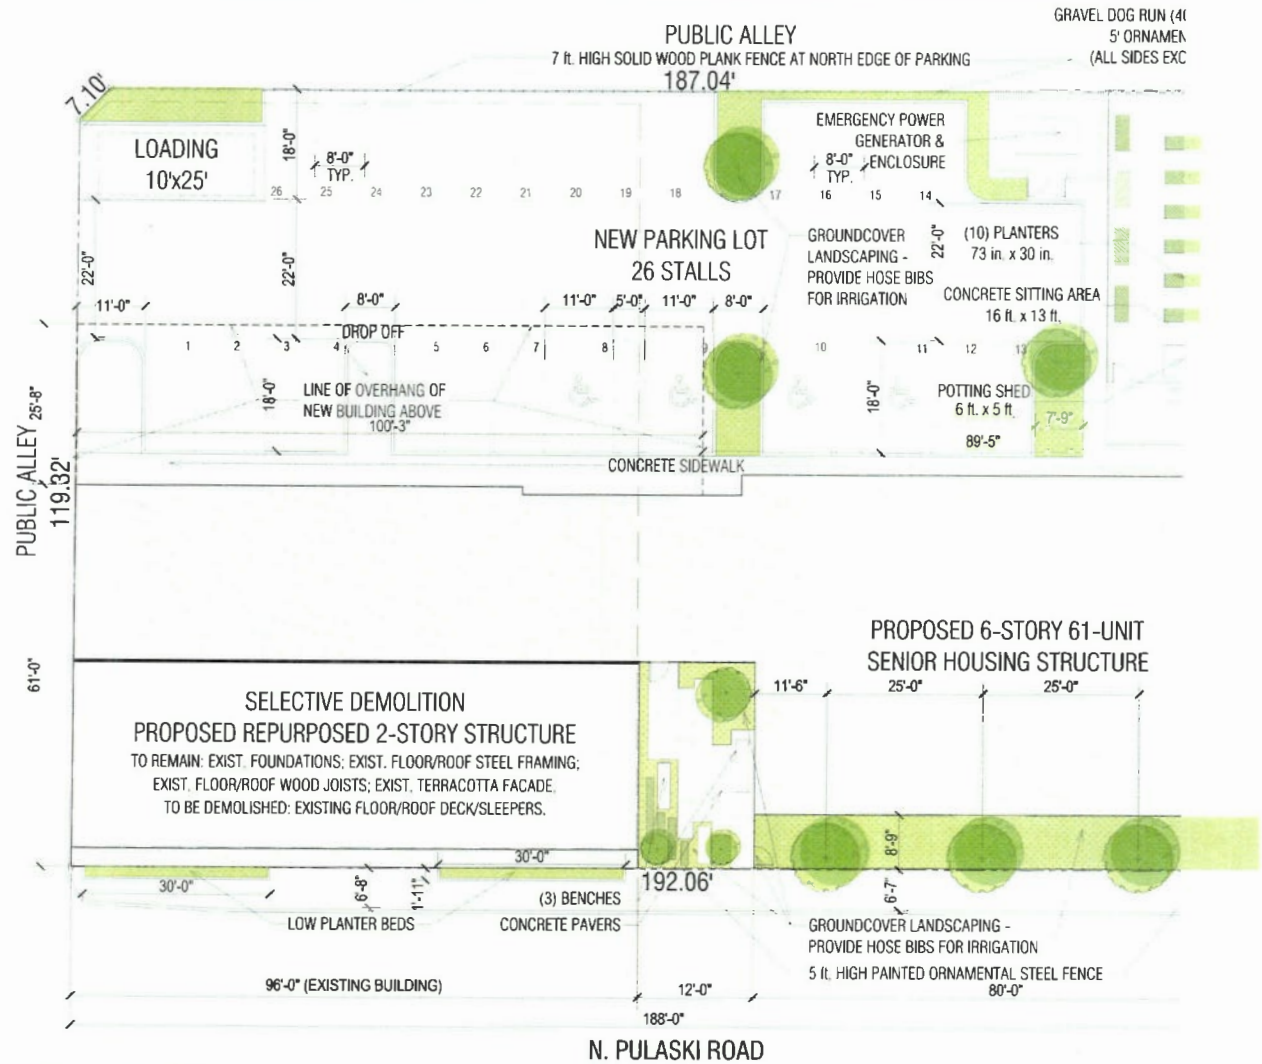 GRAVEL DOG RUN (4
5' ORNAMEN
(ALL SIDES EXC
PUBLIC ALLEY
7 ft. HIGH SOLID WOOD PLANK FENCE AT NORTH EDGE OF PARKING
187.04'
7.10'
LOADING
10'x25'
18'-0"
8'-0"
TYP.
26 25 24 23 22 21 20 19 18 17 16 15 14
EMERGENCY POWER
GENERATOR &
ENCLOSURE
8'-0"
TYP.
NEW PARKING LOT
26 STALLS
GROUNDCOVER
LANDSCAPING -
PROVIDE HOSE BIBS
FOR IRRIGATION
22'-0"
(10) PLANTERS
73 in. x 30 in.
CONCRETE SITTING AREA
16 ft. x 13 ft.
22'-0"
22'-0"
11'-0"
8'-0"
11'-0"
5'-0"
11'-0"
8'-0"
DROP OFF
1 2 3 4 5 6 7 8 9 10 11 12 13
LINE OF OVERHANG OF
NEW BUILDING ABOVE
100'-3"
18'-0"
18'-0"
POTTING SHED
6 ft. x 5 ft.
7'-9"
89'-5"
CONCRETE SIDEWALK
25'-8"
PUBLIC ALLEY
119.32'
61'-0"
PROPOSED 6-STORY 61-UNIT
SENIOR HOUSING STRUCTURE
11'-6"
25'-0"
25'-0"
SELECTIVE DEMOLITION
PROPOSED REPURPOSED 2-STORY STRUCTURE
TO REMAIN: EXIST. FOUNDATIONS; EXIST. FLOOR/ROOF STEEL FRAMING;
EXIST. FLOOR/ROOF WOOD JOISTS; EXIST. TERRACOTTA FACADE.
TO BE DEMOLISHED: EXISTING FLOOR/ROOF DECK/SLEEPERS.
8'-9"
30'-0"
30'-0"
6'-8"
1'-11"
192.06'
6'-7"
(3) BENCHES
LOW PLANTER BEDS
CONCRETE PAVERS
GROUNDCOVER LANDSCAPING -
PROVIDE HOSE BIBS FOR IRRIGATION
5 ft. HIGH PAINTED ORNAMENTAL STEEL FENCE
96'-0" (EXISTING BUILDING)
12'-0"
80'-0"
188'-0"
N. PULASKI ROAD